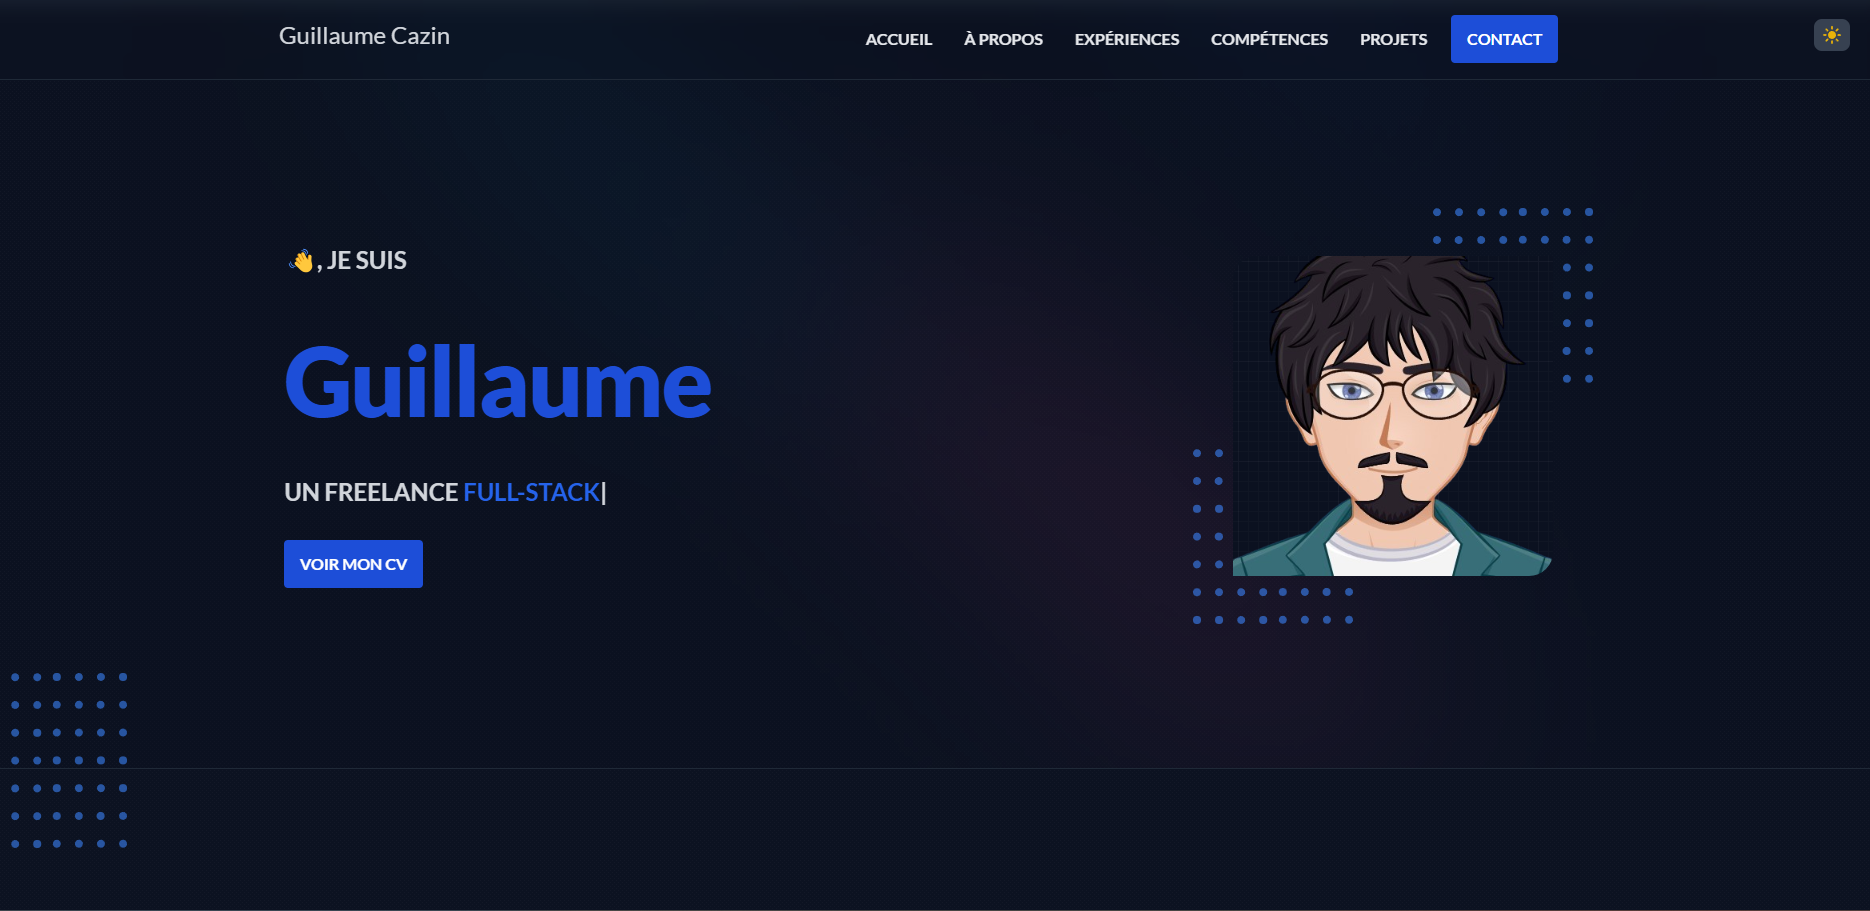 Guillaume Cazin
ACCUEIL
À PROPOS
EXPÉRIENCES
COMPÉTENCES
PROJETS
CONTACT
👋, JE SUIS
Guillaume
UN FREELANCE FULL-STACK|
VOIR MON CV